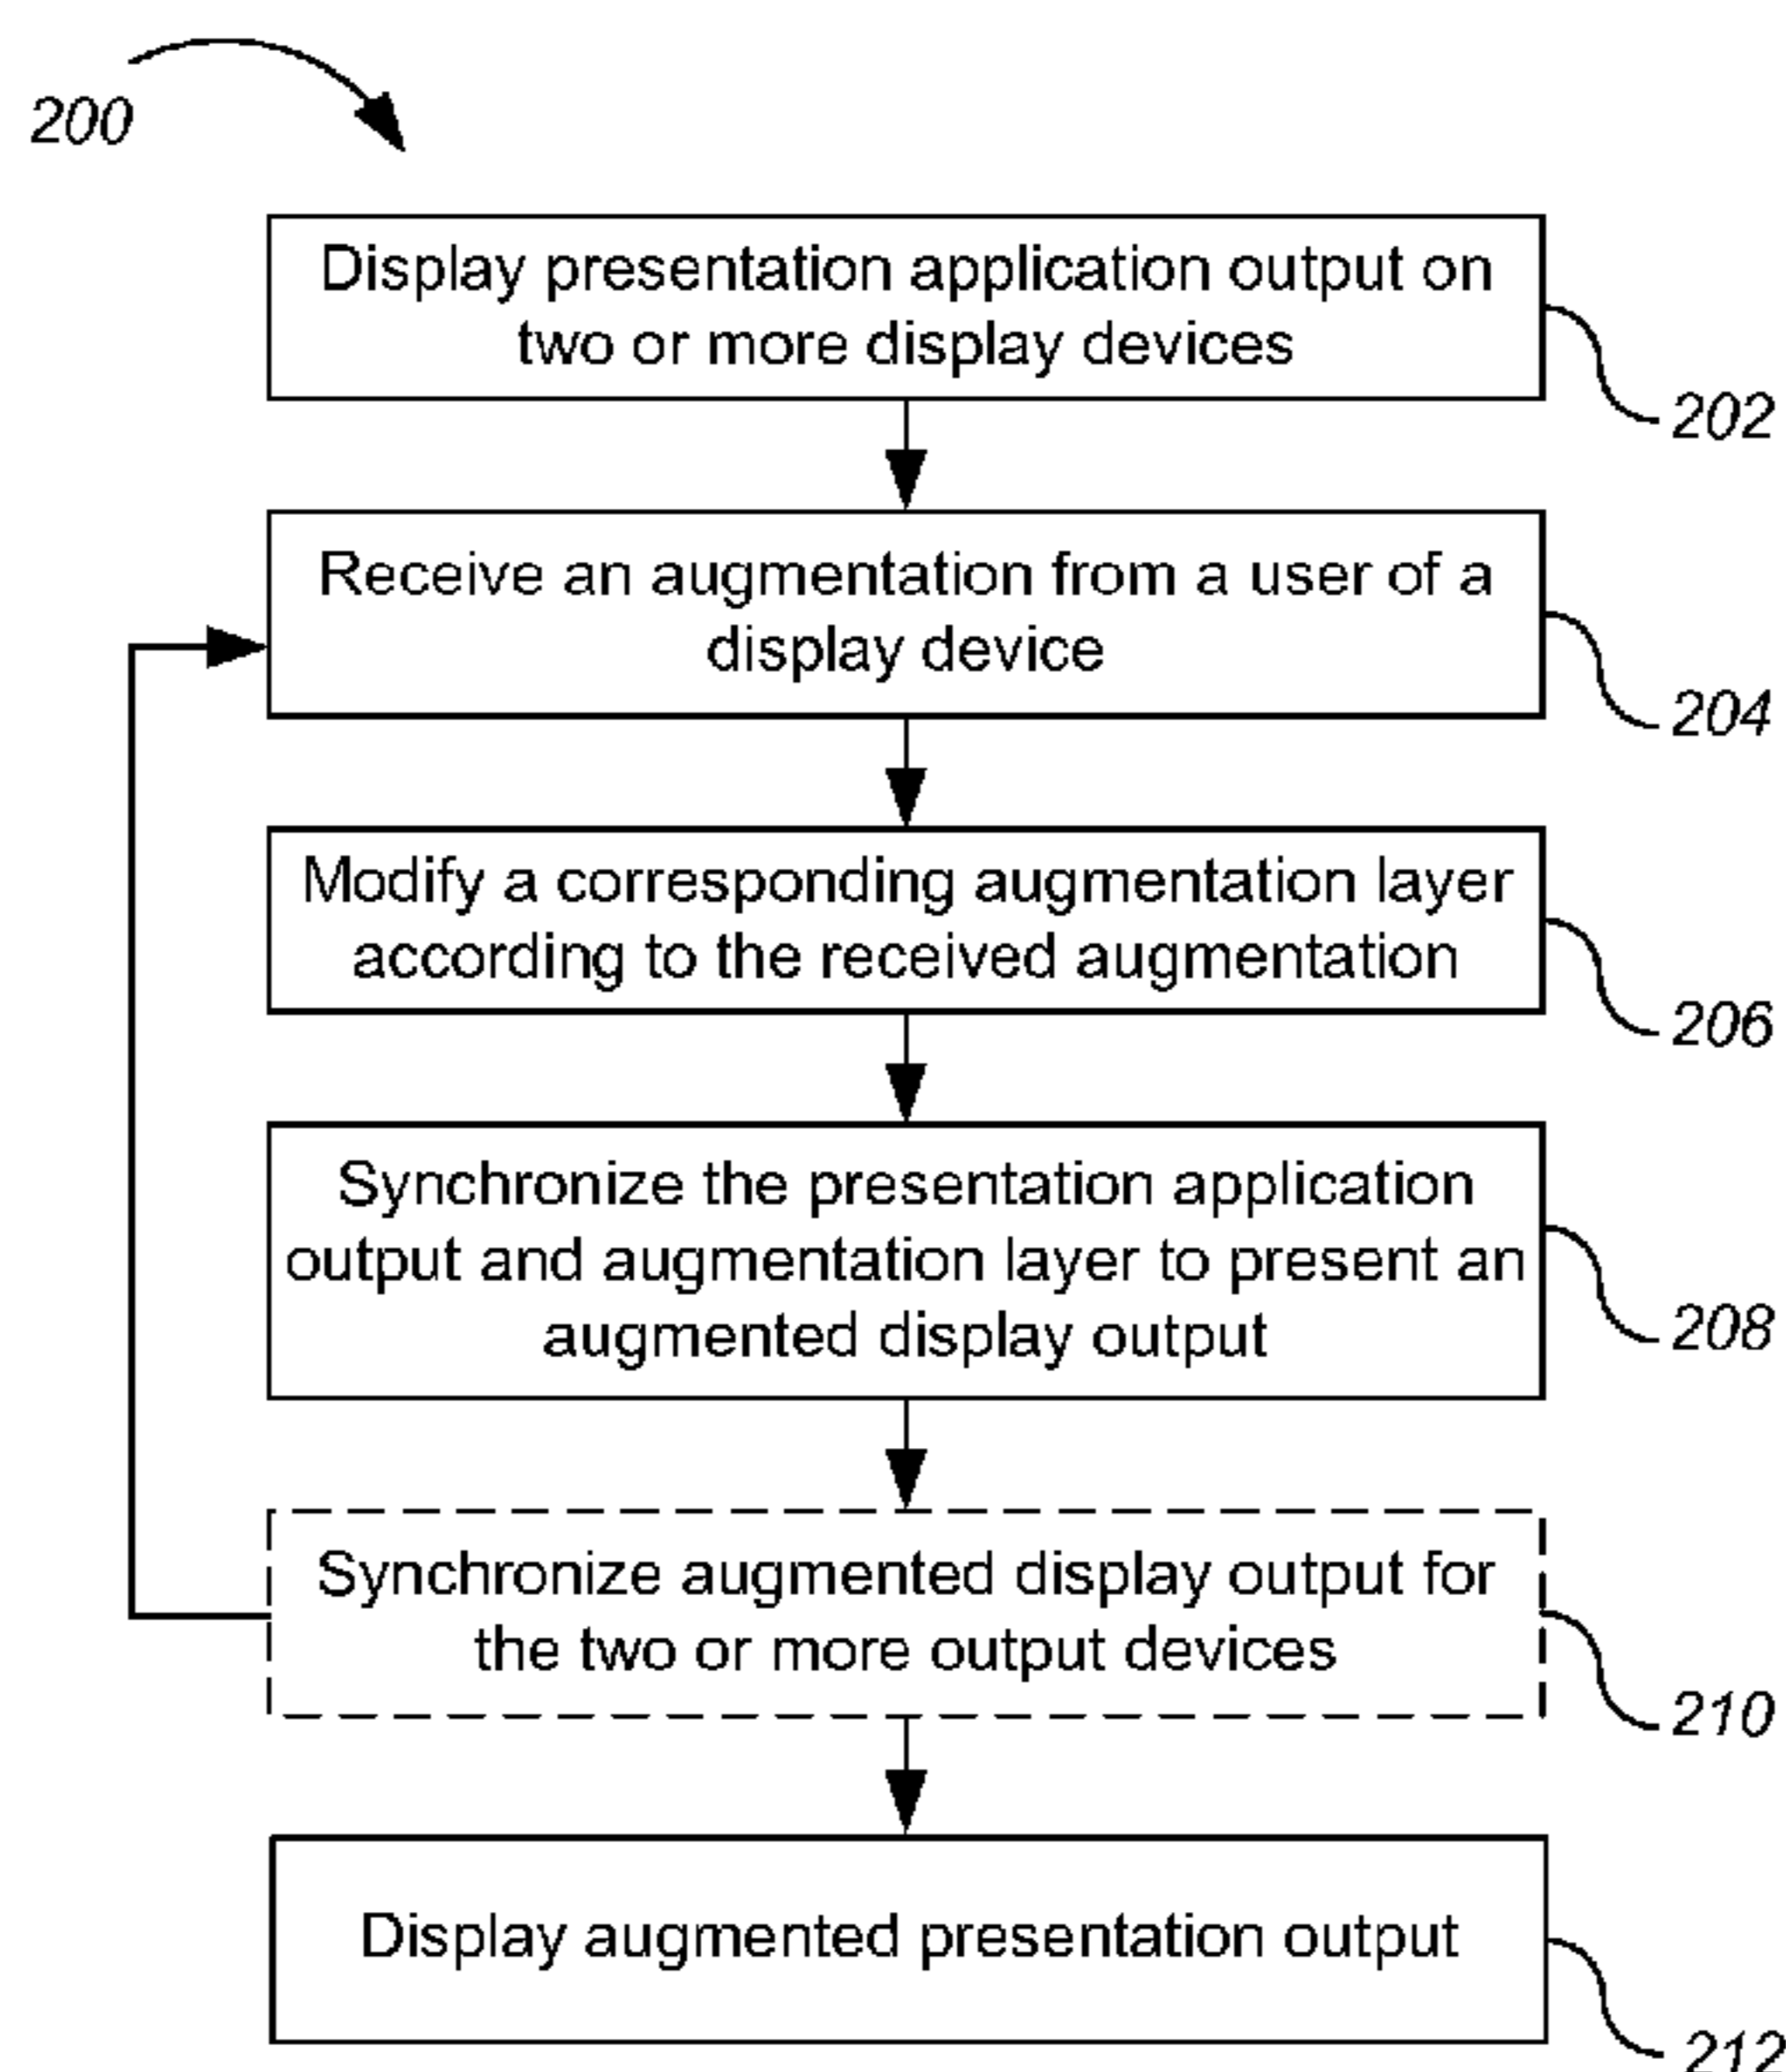 200
Display presentation application output on
two or more display devices
202
Receive an augmentation from a user of a
display device
204
Modify a corresponding augmentation layer
according to the received augmentation
206
Synchronize the presentation application
output and augmentation layer to present an
augmented display output
208
Synchronize augmented display output for
the two or more output devices
210
Display augmented presentation output
212